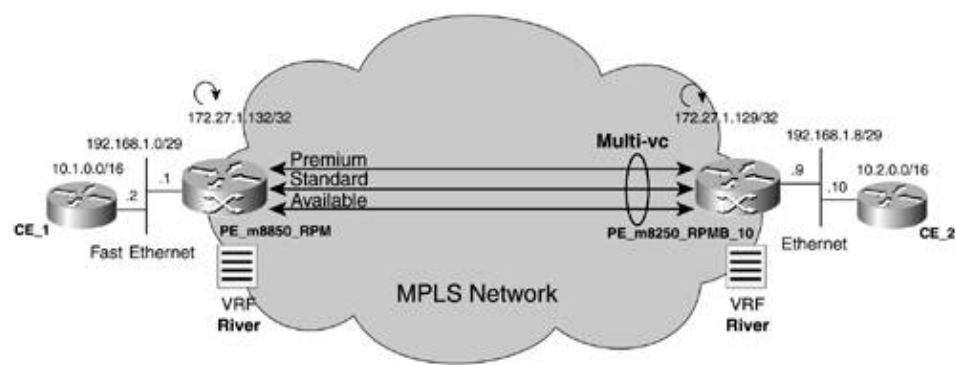 172.27.1.132/32
172.27.1.129/32
192.168.1.0/29
Multi-vc
192.168.1.8/29
10.1.0.0/16
Premium
10.2.0.0/16
.1
Standard
.9
.2
Available
.10
CE_1
PE_m8850_RPM
PE_m8250_RPMB_10
CE_2
Fast Ethernet
Ethernet
MPLS Network
VRF
River
VRF
River